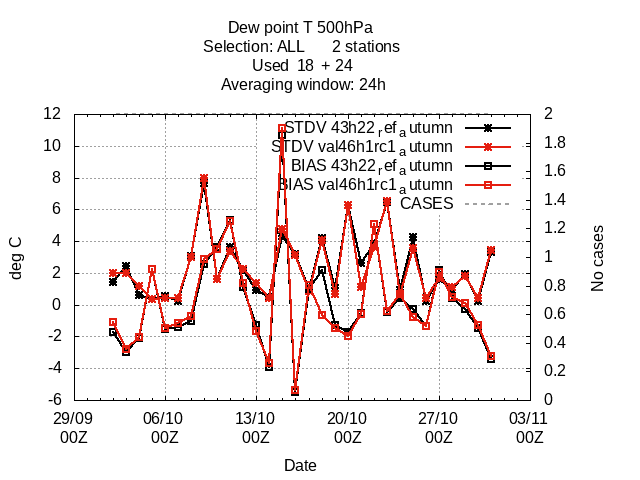 Dew point T 500hPa
Selection: ALL 2 stations
Used 18 + 24
Averaging window: 24h
12 2
STDV 43h22ref_autumn
10 1.8
STDV val46h1rc1_autumn
8 1.6
BIAS 43h22ref_autumn
BIAS val46h1rc1_autumn
6 1.4
CASES
4 1.2
deg C
2 1
No cases
0 0.8
-2 0.6
0.4
-4 0.2
-6 0
29/09 06/10 13/10 20/10 27/10 03/11
00Z 00Z 00Z 00Z 00Z 00Z
Date